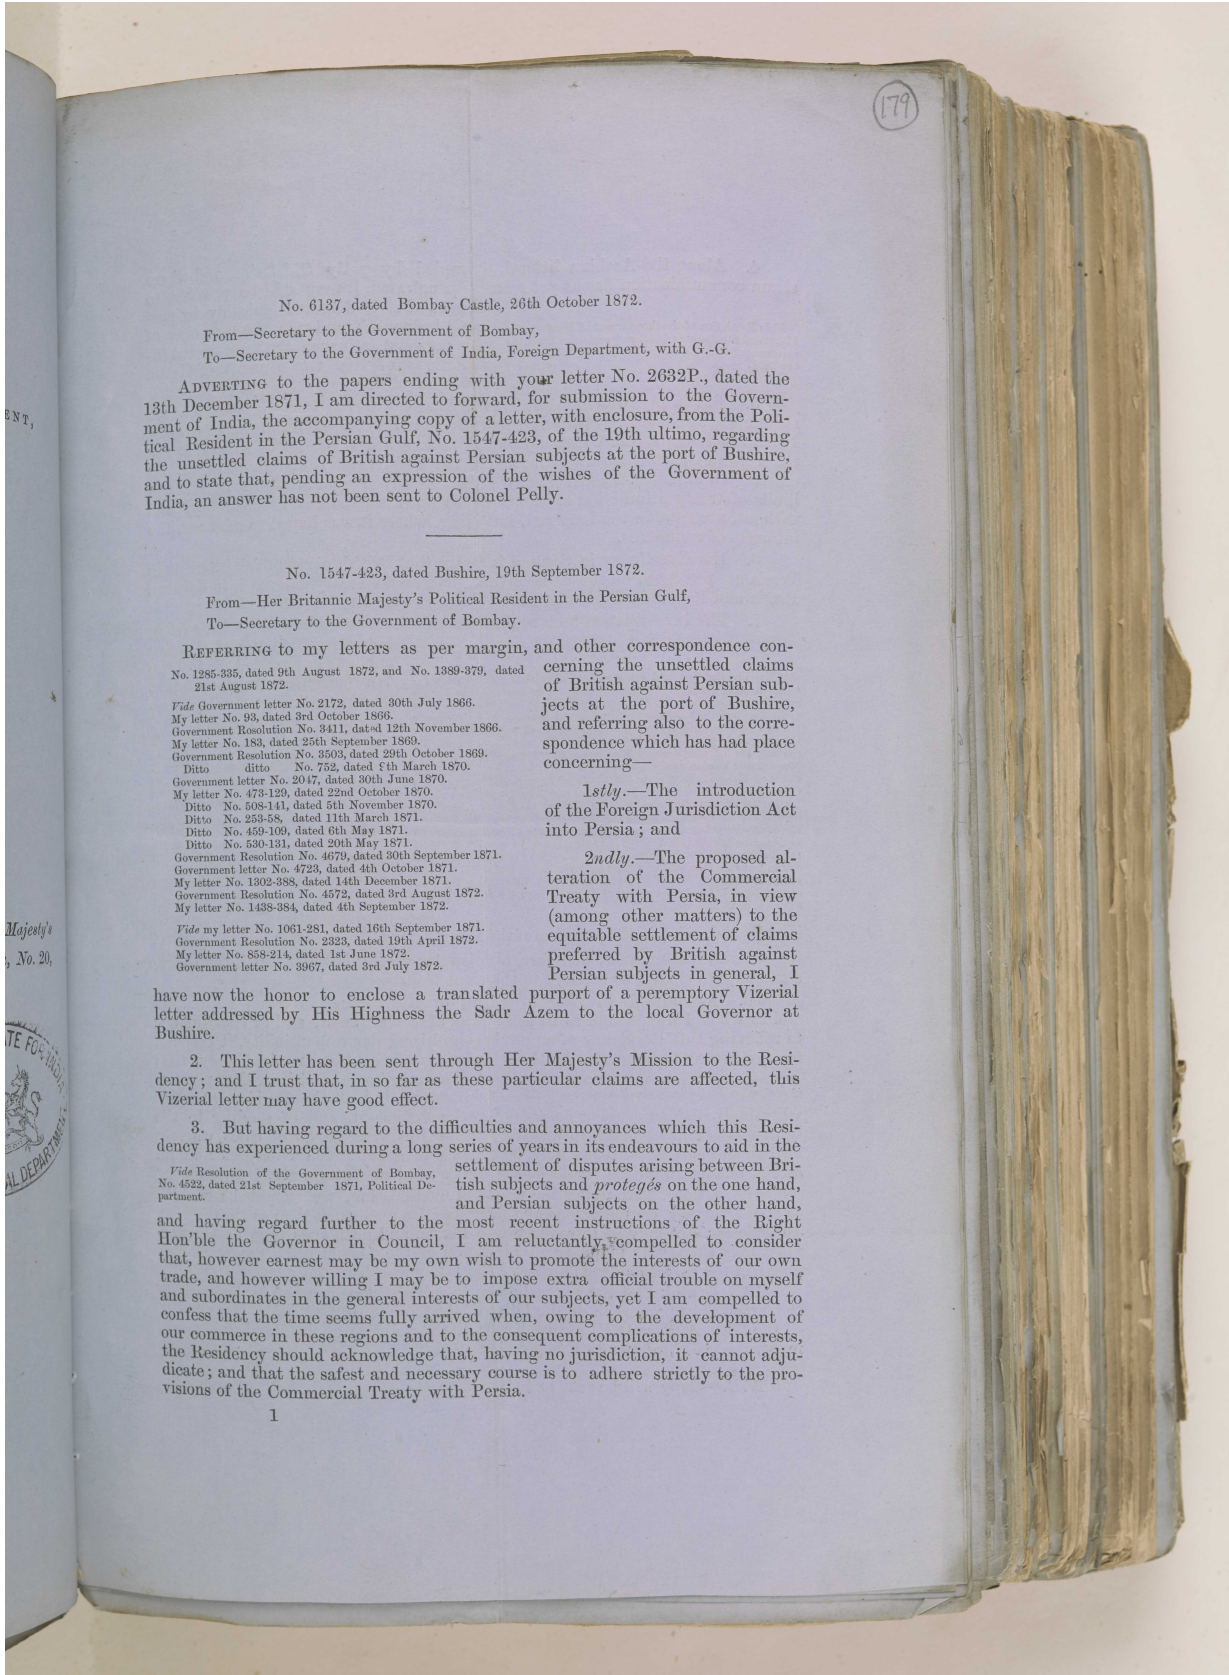 179
ENT,
Majesty's
No. 20,
No. 6137, dated Bombay Castle, 26th October 1872.
From—Secretary to the Government of Bombay,
To—Secretary to the Government of India, Foreign Department, with G.-G.
ADVERTING to the papers ending with your letter No. 2632P., dated the
13th December 1871, I am directed to forward, for submission to the Govern-
ment of India, the accompanying copy of a letter, with enclosure, from the Poli-
tical Resident in the Persian Gulf, No. 1547-423, of the 19th ultimo, regarding
the unsettled claims of British against Persian subjects at the port of Bushire,
and to state that, pending an expression of the wishes of the Government of
India, an answer has not been sent to Colonel Pelly.
No. 1547-423, dated Bushire, 19th September 1872.
From—Her Britannic Majesty's Political Resident in the Persian Gulf,
To—Secretary to the Government of Bombay.
REFERRING to my letters as per margin, and other correspondence con-
No. 1285-335, dated 9th August 1872, and No. 1389-379, dated
21st August 1872.
Vide Government letter No. 2172, dated 30th July 1866.
My letter No. 93, dated 3rd October 1866.
Government Resolution No. 3411, dated 12th November 1866.
My letter No. 183, dated 25th September 1869.
Government Resolution No. 3503, dated 29th October 1869.
Ditto ditto No. 752, dated th March 1870.
Government letter No. 2047, dated 30th June 1870.
My letter No. 473-129, dated 22nd October 1870.
Ditto No. 508-141, dated 5th November 1870.
Ditto No. 253-58, dated 11th March 1871.
Ditto No. 459-109, dated 6th May 1871.
Ditto No. 530-131, dated 20th May 1871.
Government Resolution No. 4679, dated 30th September 1871.
Government letter No. 4723, dated 4th October 1871.
My letter No. 1302-388, dated 14th December 1871.
Government Resolution No. 4572, dated 3rd August 1872.
My letter No. 1438-384, dated 4th September 1872.
Vide my letter No. 1061-281, dated 16th September 1871.
Government Resolution No. 2323, dated 19th April 1872.
My letter No. 858-214, dated 1st June 1872.
Government letter No. 3967, dated 3rd July 1872.
cerning the unsettled claims
of British against Persian sub-
jects at the port of Bushire,
and referring also to the corre-
spondence which has had place
concerning—
1stly.—The introduction
of the Foreign Jurisdiction Act
into Persia; and
2ndly.—The proposed al-
teration of the Commercial
Treaty with Persia, in view
(among other matters) to the
equitable settlement of claims
preferred by British against
Persian subjects in general, I
have now the honor to enclose a translated purport of a peremptory Vizerial
letter addressed by His Highness the Sadr Azem to the local Governor at
Bushire.
2. This letter has been sent through Her Majesty's Mission to the Resi-
dency; and I trust that, in so far as these particular claims are affected, this
Vizerial letter may have good effect.
3. But having regard to the difficulties and annoyances which this Resi-
dency has experienced during a long series of years in its endeavours to aid in the
Vide Resolution of the Government of Bombay,
No. 4522, dated 21st September 1871, Political De-
partment.
settlement of disputes arising between Bri-
tish subjects and protegés on the one hand,
and Persian subjects on the other hand,
and having regard further to the most recent instructions of the Right
Hon'ble the Governor in Council, I am reluctantly compelled to consider
that, however earnest may be my own wish to promote the interests of our own
trade, and however willing I may be to impose extra official trouble on myself
and subordinates in the general interests of our subjects, yet I am compelled to
confess that the time seems fully arrived when, owing to the development of
our commerce in these regions and to the consequent complications of interests,
the Residency should acknowledge that, having no jurisdiction, it cannot adju-
dicate; and that the safest and necessary course is to adhere strictly to the pro-
visions of the Commercial Treaty with Persia.
1